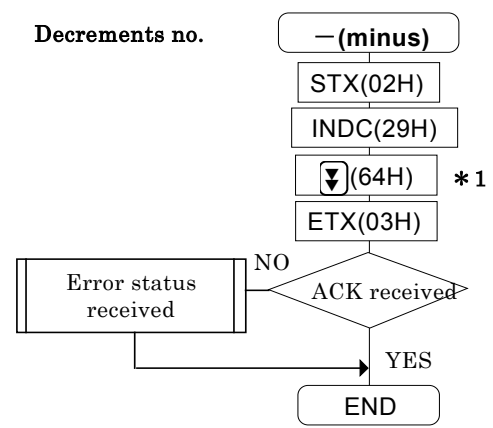 Decrements no.
－(minus)
STX(02H)
INDC(29H)
(64H) ＊1
ETX(03H)
NO
Error status
received
ACK received
YES
END